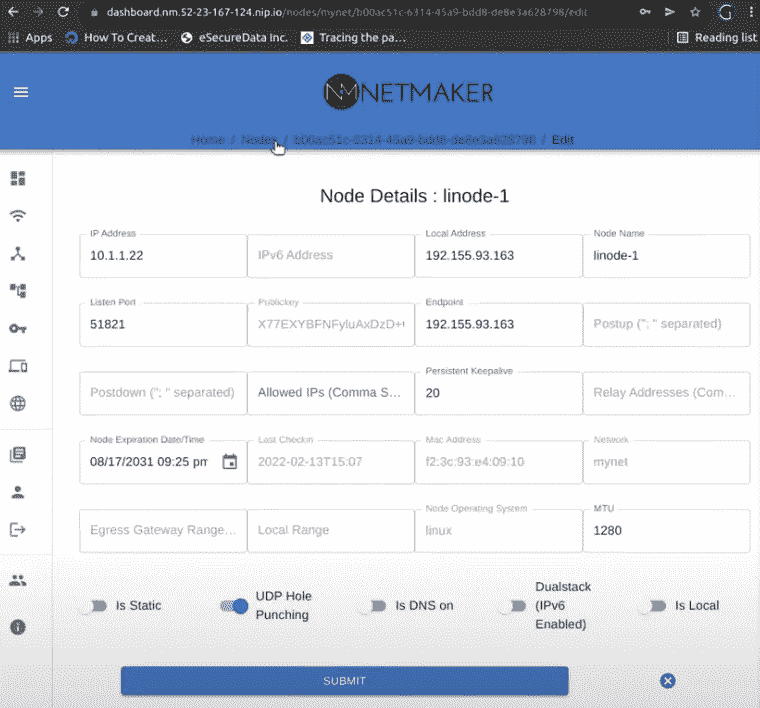 dashboard.nm.52-23-167-124.nip.io/nodes/mynet/b00ac51c-6314-45a9-bdd8-de8e3a628798/edit
Apps How To Creat… eSecureData Inc. Tracing the pa… Reading list
NM NETMAKER
Home / Nodes / b00ac51c-6314-45a9-bdd8-de8e3a628798 / Edit
Node Details : linode-1
IP Address Local Address Node Name
10.1.1.22 IPv6 Address 192.155.93.163 linode-1
Listen Port Publickey Endpoint
51821 X77EXYBFNFyluAxDzD+ 192.155.93.163 Postup ("; " separated)
Persistent Keepalive
Postdown ("; " separated) Allowed IPs (Comma S... 20 Relay Addresses (Com...
Node Expiration Date/Time Last Checkin Mac Address Network
08/17/2031 09:25 pm 2022-02-13T15:07 f2:3c:93:e4:09:10 mynet
Node Operating System MTU
Egress Gateway Range... Local Range linux 1280
Is Static UDP Hole Punching Is DNS on Dualstack (IPv6 Enabled) Is Local
SUBMIT